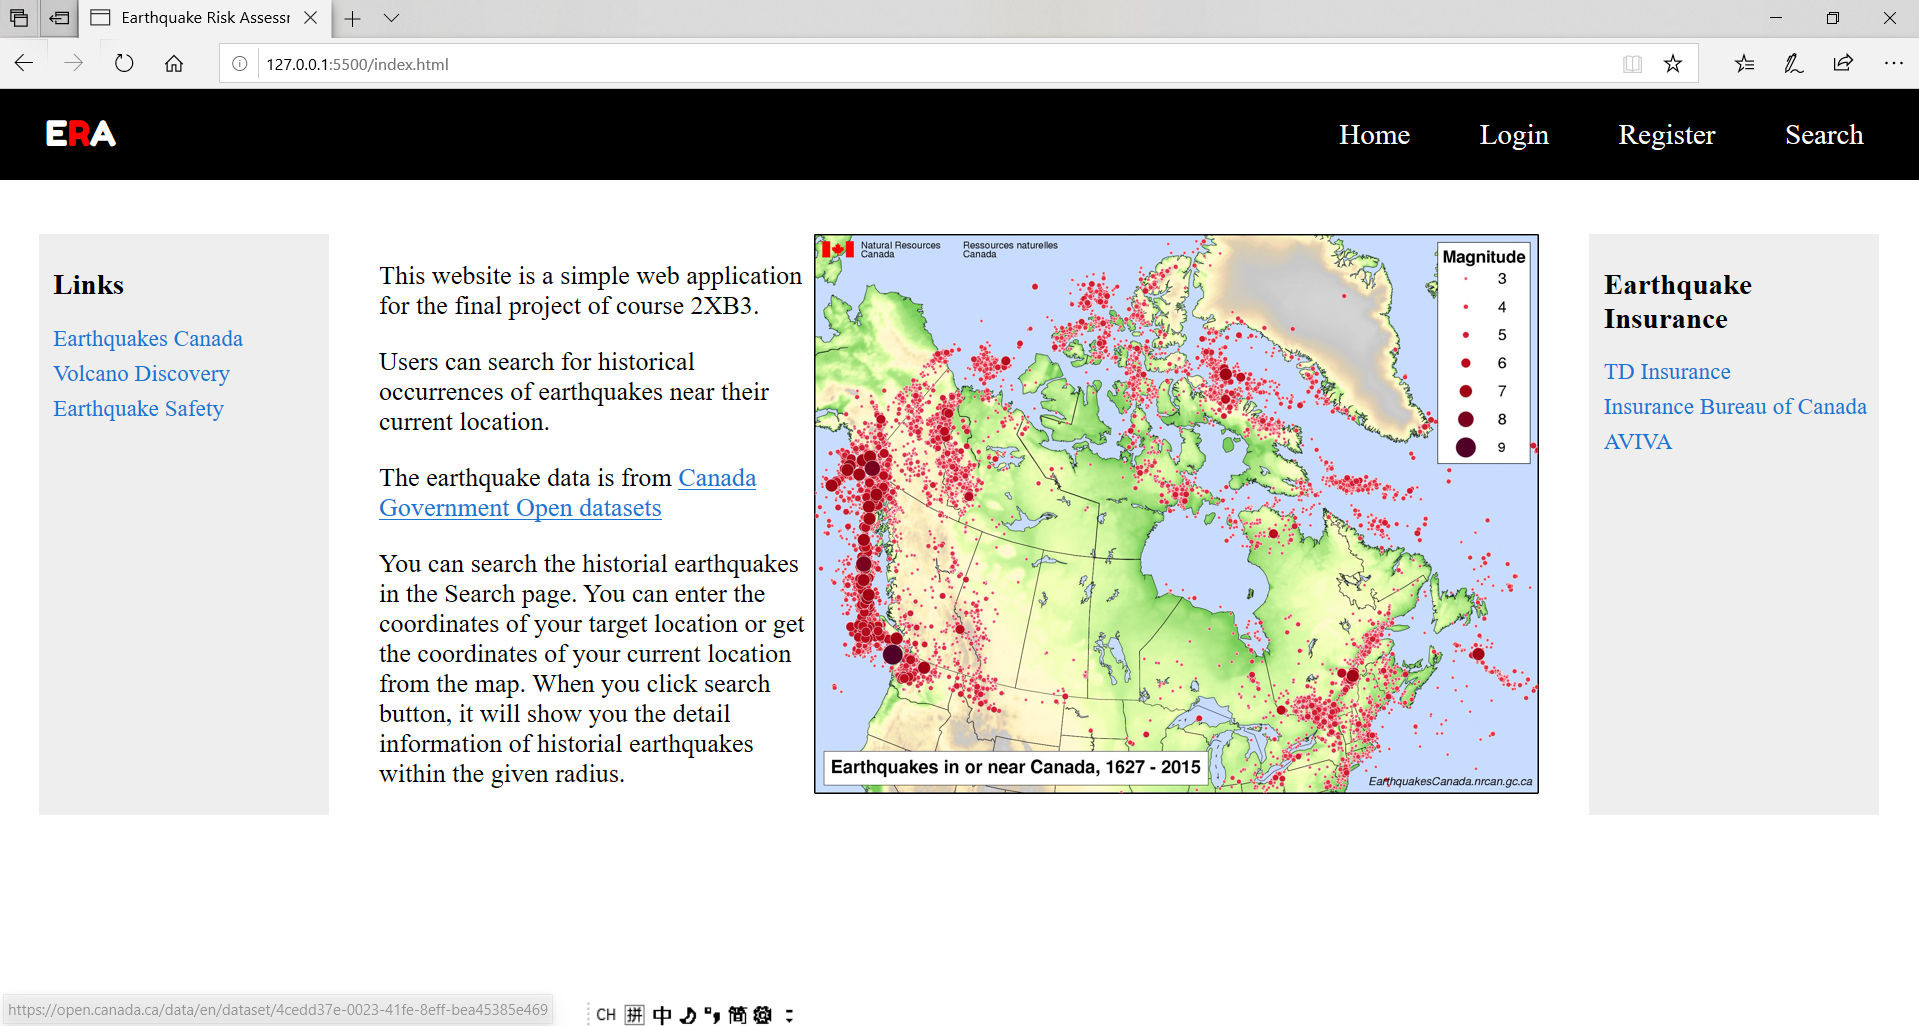 Earthquake Risk Assessr
127.0.0.1:5500/index.html
ERA
Home
Login
Register
Search
Links
Earthquakes Canada
Volcano Discovery
Earthquake Safety
This website is a simple web application
for the final project of course 2XB3.
Users can search for historical
occurrences of earthquakes near their
current location.
The earthquake data is from Canada
Government Open datasets
You can search the historial earthquakes
in the Search page. You can enter the
coordinates of your target location or get
the coordinates of your current location
from the map. When you click search
button, it will show you the detail
information of historial earthquakes
within the given radius.
Natural Resources
Canada
Ressources naturelles
Canada
Magnitude
3
4
5
6
7
8
9
Earthquakes in or near Canada, 1627 - 2015
EarthquakesCanada.nrcan.gc.ca
Earthquake
Insurance
TD Insurance
Insurance Bureau of Canada
AVIVA
https://open.canada.ca/data/en/dataset/4cedd37e-0023-41fe-8eff-bea45385e469
CH 拼 中 简